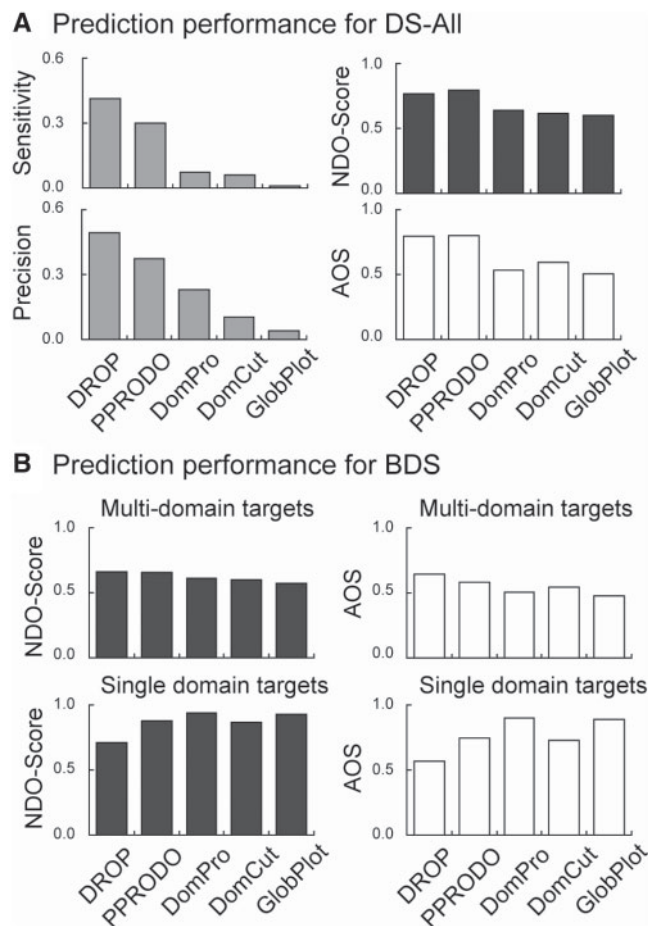 A Prediction performance for DS-All
Sensitivity
0.6
0.3
0.0
NDO-Score
1.0
0.5
0.0
Precision
0.6
0.3
0.0
AOS
1.0
0.5
0.0
DROP
PPRODO
DomPro
DomCut
GlobPlot
DROP
PPRODO
DomPro
DomCut
GlobPlot
B Prediction performance for BDS
Multi-domain targets
NDO-Score
1.0
0.5
0.0
Multi-domain targets
AOS
1.0
0.5
0.0
Single domain targets
NDO-Score
1.0
0.5
0.0
Single domain targets
AOS
1.0
0.5
0.0
DROP
PPRODO
DomPro
DomCut
GlobPlot
DROP
PPRODO
DomPro
DomCut
GlobPlot